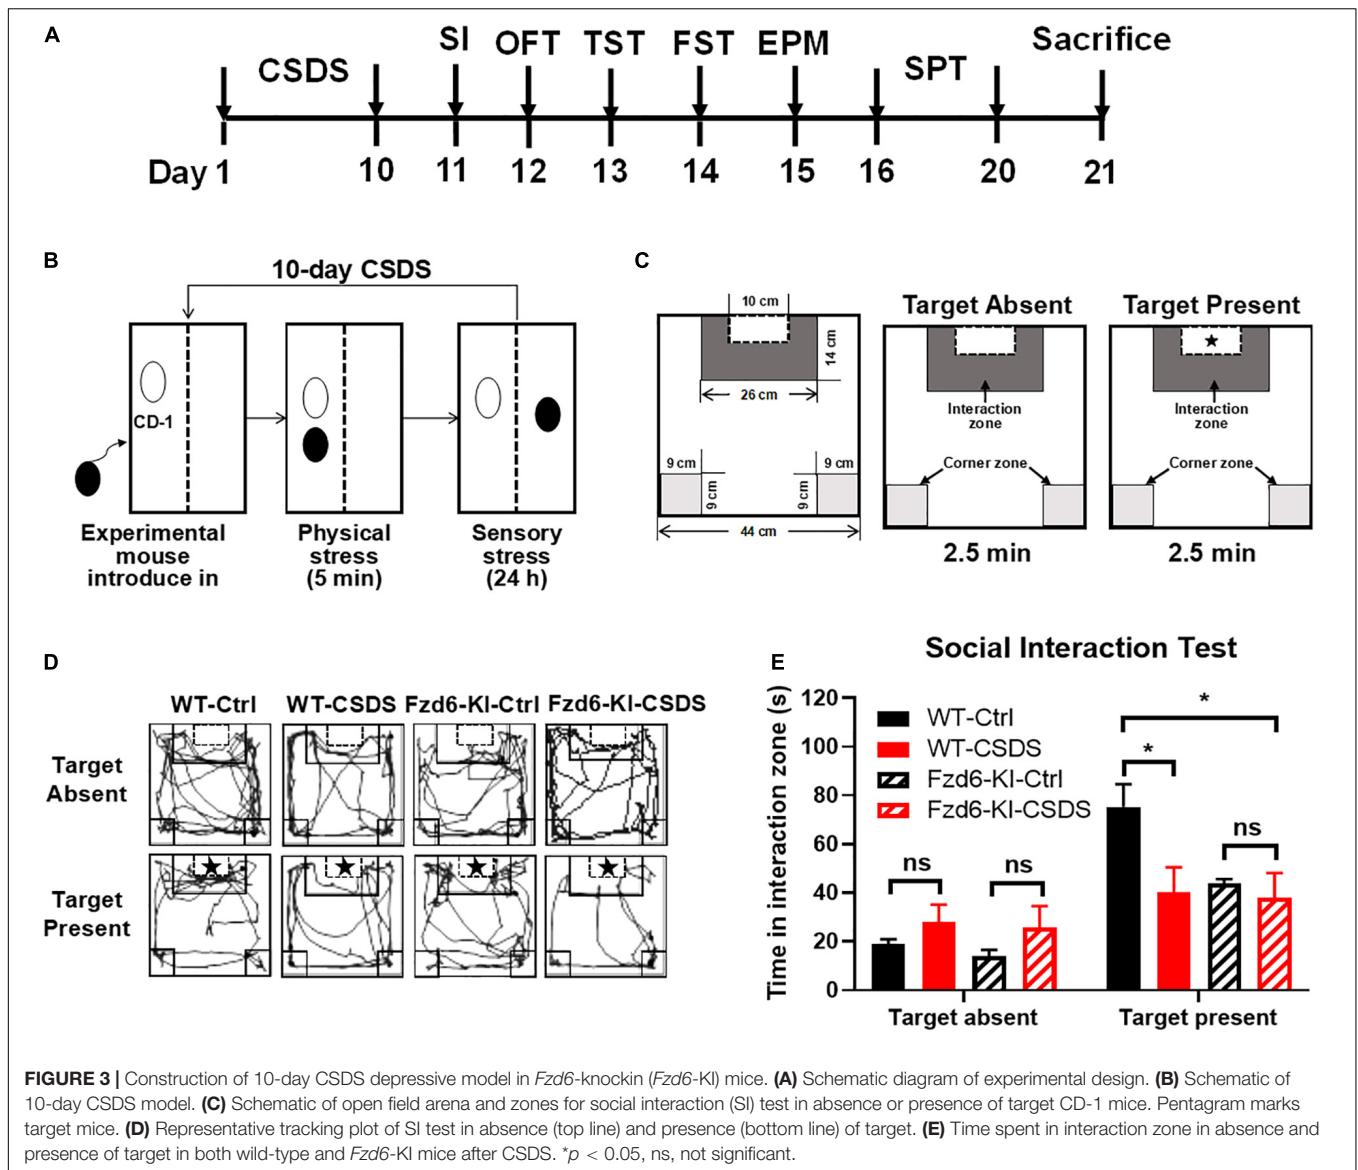 A
SI OFT TST FST EPM Sacrifice
CSDS SPT
Day 1 10 11 12 13 14 15 16 20 21
B
10-day CSDS
CD-1
Experimental
mouse
introduce in
Physical
stress
(5 min)
Sensory
stress
(24 h)
C
10 cm
14 cm
26 cm
9 cm
9 cm
9 cm
9 cm
44 cm
Target Absent
Interaction
zone
Corner zone
2.5 min
Target Present
Interaction
zone
Corner zone
2.5 min
D
WT-Ctrl WT-CSDS Fzd6-KI-Ctrl Fzd6-KI-CSDS
Target
Absent
Target
Present
E
Social Interaction Test
Time in interaction zone (s)
120
100
80
60
40
20
0
WT-Ctrl
WT-CSDS
Fzd6-KI-Ctrl
Fzd6-KI-CSDS
ns
ns
*
*
ns
Target absent
Target present
FIGURE 3 | Construction of 10-day CSDS depressive model in Fzd6-knockin (Fzd6-KI) mice. (A) Schematic diagram of experimental design. (B) Schematic of
10-day CSDS model. (C) Schematic of open field arena and zones for social interaction (SI) test in absence or presence of target CD-1 mice. Pentagram marks
target mice. (D) Representative tracking plot of SI test in absence (top line) and presence (bottom line) of target. (E) Time spent in interaction zone in absence and
presence of target in both wild-type and Fzd6-KI mice after CSDS. *p < 0.05, ns, not significant.